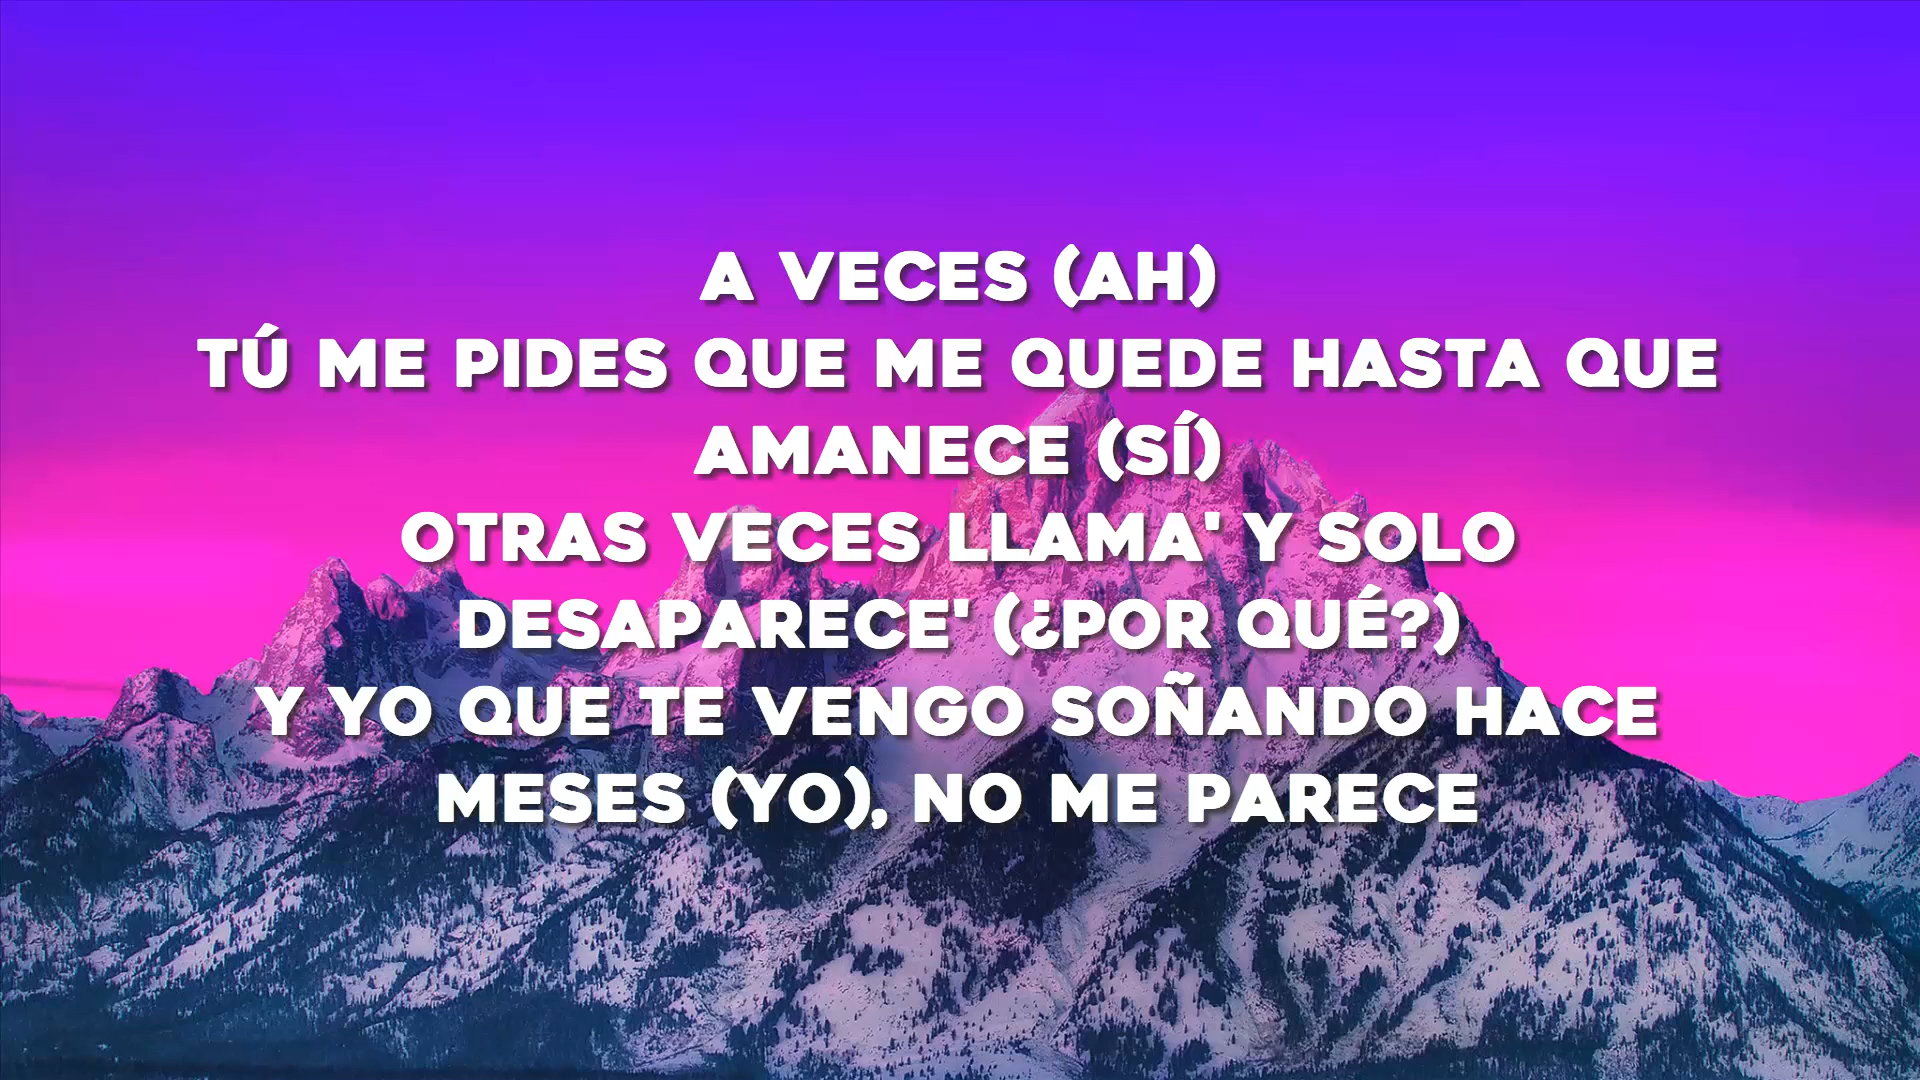 A VECES (AH)
TÚ ME PIDES QUE ME QUEDE HASTA QUE
AMANECE (SÍ)
OTRAS VECES LLAMA' Y SOLO
DESAPARECE' (¿POR QUÉ?)
Y YO QUE TE VENGO SOÑANDO HACE
MESES (YO), NO ME PARECE